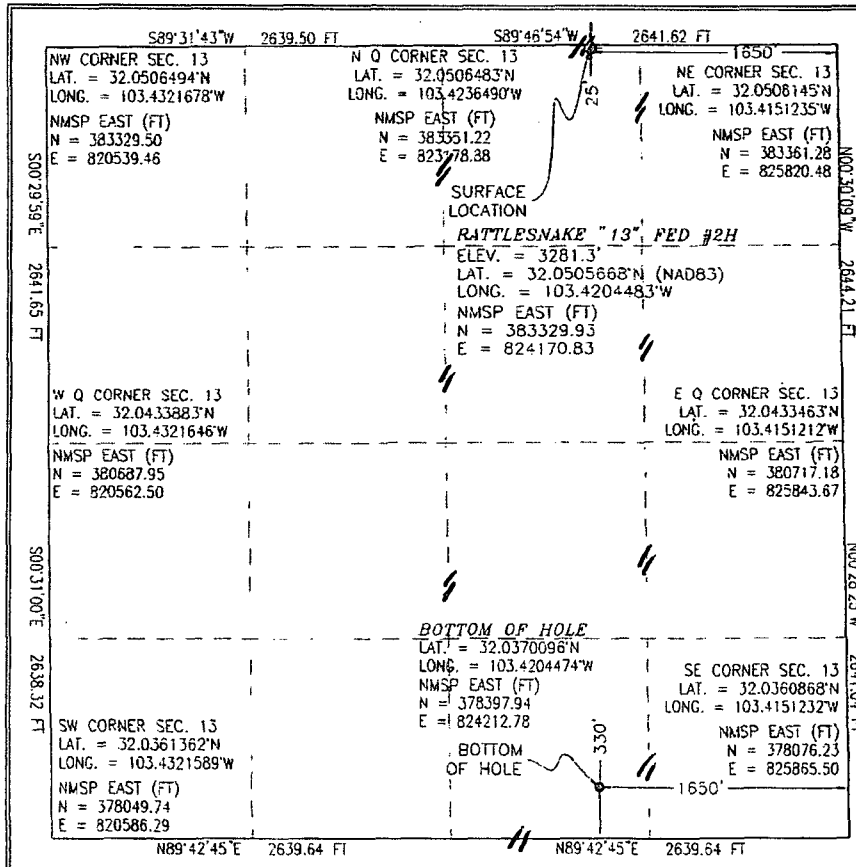 S89°31'43"W 2639.50 FT
S89°46'54"W 2641.62 FT
1650'
25'
NW CORNER SEC. 13
LAT. = 32.0506494°N
LONG. = 103.4321678°W
NMSP EAST (FT)
N = 383329.50
E = 820539.46
N Q CORNER SEC. 13
LAT. = 32.0506483°N
LONG. = 103.4236490°W
NMSP EAST (FT)
N = 383351.22
E = 823178.38
NE CORNER SEC. 13
LAT. = 32.0508145°N
LONG. = 103.4151235°W
NMSP EAST (FT)
N = 383361.28
E = 825820.48
SURFACE
LOCATION
S00°29'59"E 2641.65 FT
N00°30'09"W 2644.21 FT
RATTLESNAKE "13" FED #2H
ELEV. = 3281.3'
LAT. = 32.0505668°N (NAD83)
LONG. = 103.4204483°W
NMSP EAST (FT)
N = 383329.93
E = 824170.83
W Q CORNER SEC. 13
LAT. = 32.0433883°N
LONG. = 103.4321646°W
NMSP EAST (FT)
N = 380687.95
E = 820562.50
E Q CORNER SEC. 13
LAT. = 32.0433463°N
LONG. = 103.4151212°W
NMSP EAST (FT)
N = 380717.18
E = 825843.67
S00°31'00"E 2638.32 FT
BOTTOM OF HOLE
LAT. = 32.0370096°N
LONG. = 103.4204474°W
NMSP EAST (FT)
N = 378397.94
E = 824212.78
SE CORNER SEC. 13
LAT. = 32.0360868°N
LONG. = 103.4151232°W
NMSP EAST (FT)
N = 378076.23
E = 825865.50
SW CORNER SEC. 13
LAT. = 32.0361362°N
LONG. = 103.4321589°W
NMSP EAST (FT)
N = 378049.74
E = 820586.29
BOTTOM
OF HOLE
330'
1650'
N89°42'45"E 2639.64 FT
N89°42'45"E 2639.64 FT